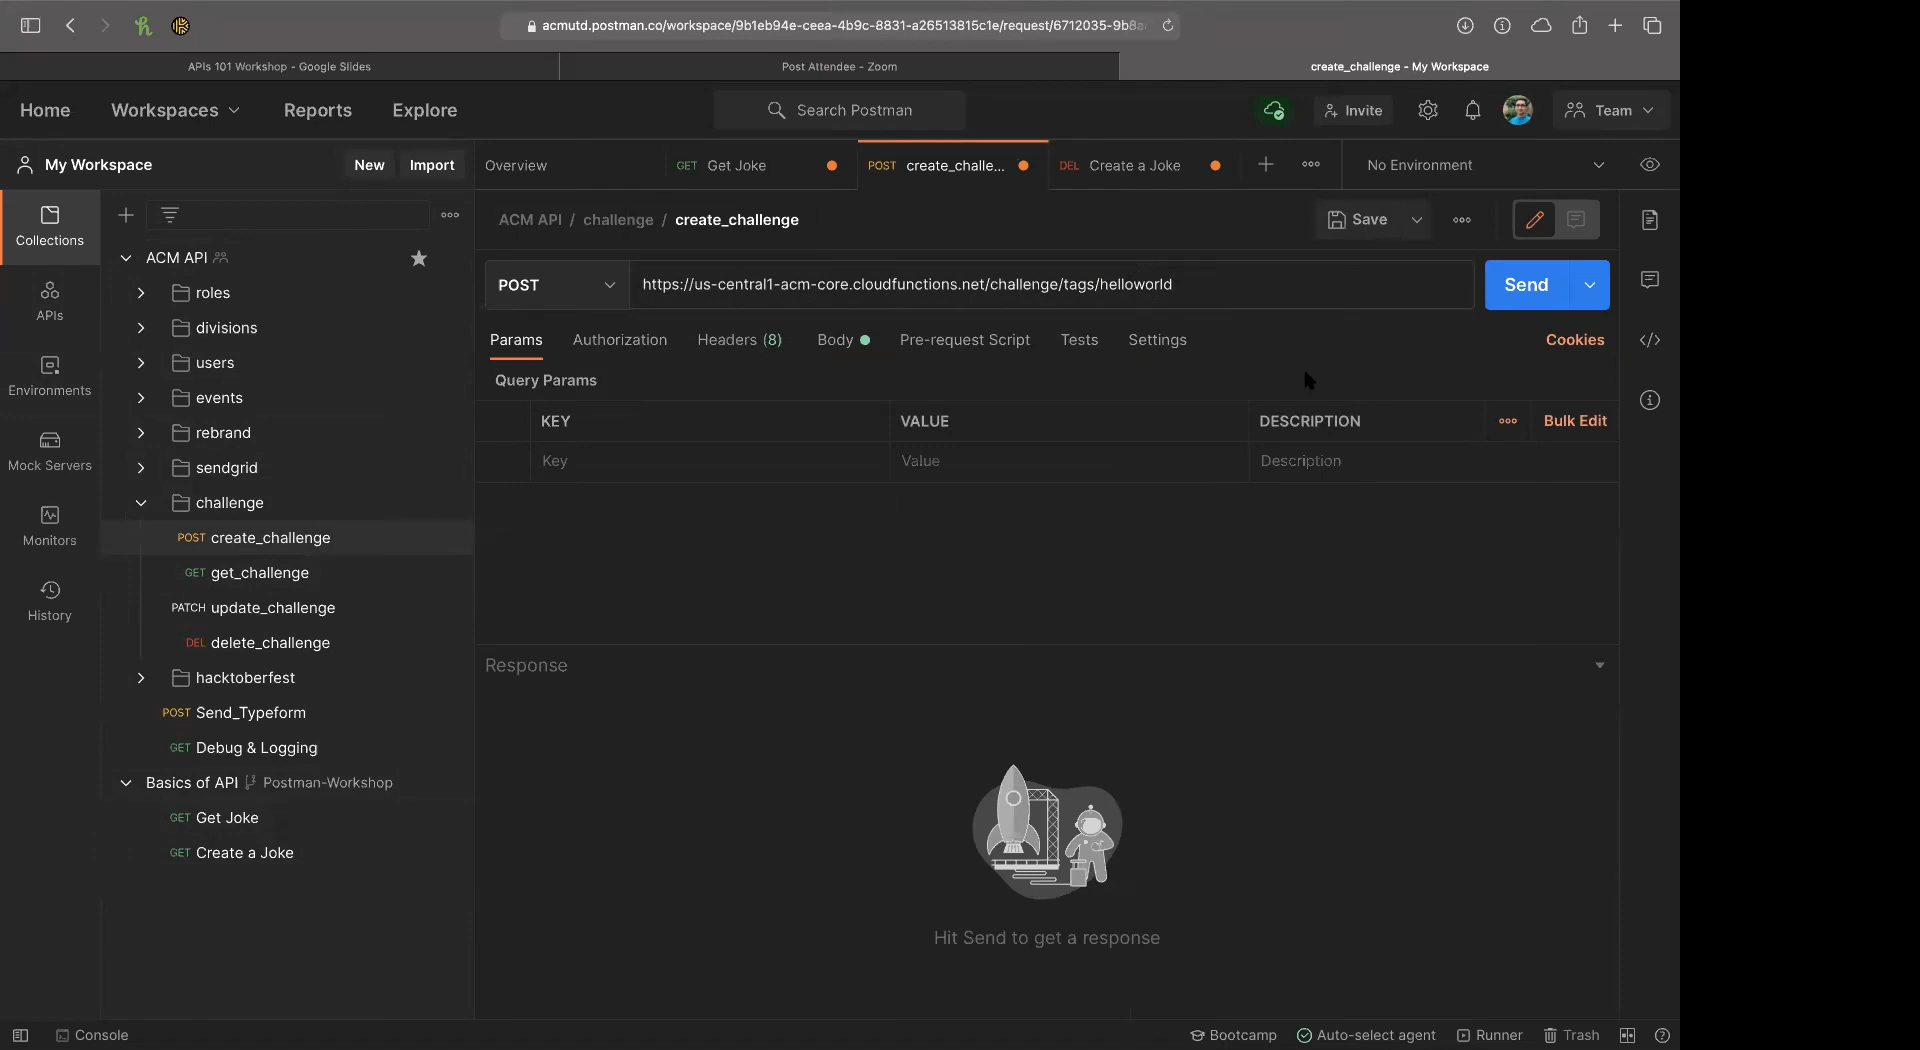 acmutd.postman.co/workspace/9b1eb94e-ceea-4b9c-8831-a26513815c1e/request/6712035-9b8a
APIs 101 Workshop - Google Slides
Post Attendee - Zoom
create_challenge - My Workspace
Home
Workspaces
Reports
Explore
Search Postman
Invite
Team
My Workspace
New
Import
Overview
GET Get Joke
POST create_challe...
DEL Create a Joke
No Environment
Collections
APIs
Environments
Mock Servers
Monitors
History
ACM API
roles
divisions
users
events
rebrand
sendgrid
challenge
POST create_challenge
GET get_challenge
PATCH update_challenge
DEL delete_challenge
hacktoberfest
POST Send_Typeform
GET Debug & Logging
Basics of API Postman-Workshop
GET Get Joke
GET Create a Joke
ACM API / challenge / create_challenge
Save
POST
https://us-central1-acm-core.cloudfunctions.net/challenge/tags/helloworld
Send
Params
Authorization
Headers (8)
Body
Pre-request Script
Tests
Settings
Cookies
Query Params
KEY
VALUE
DESCRIPTION
Bulk Edit
Key
Value
Description
Response
Hit Send to get a response
Console
Bootcamp
Auto-select agent
Runner
Trash